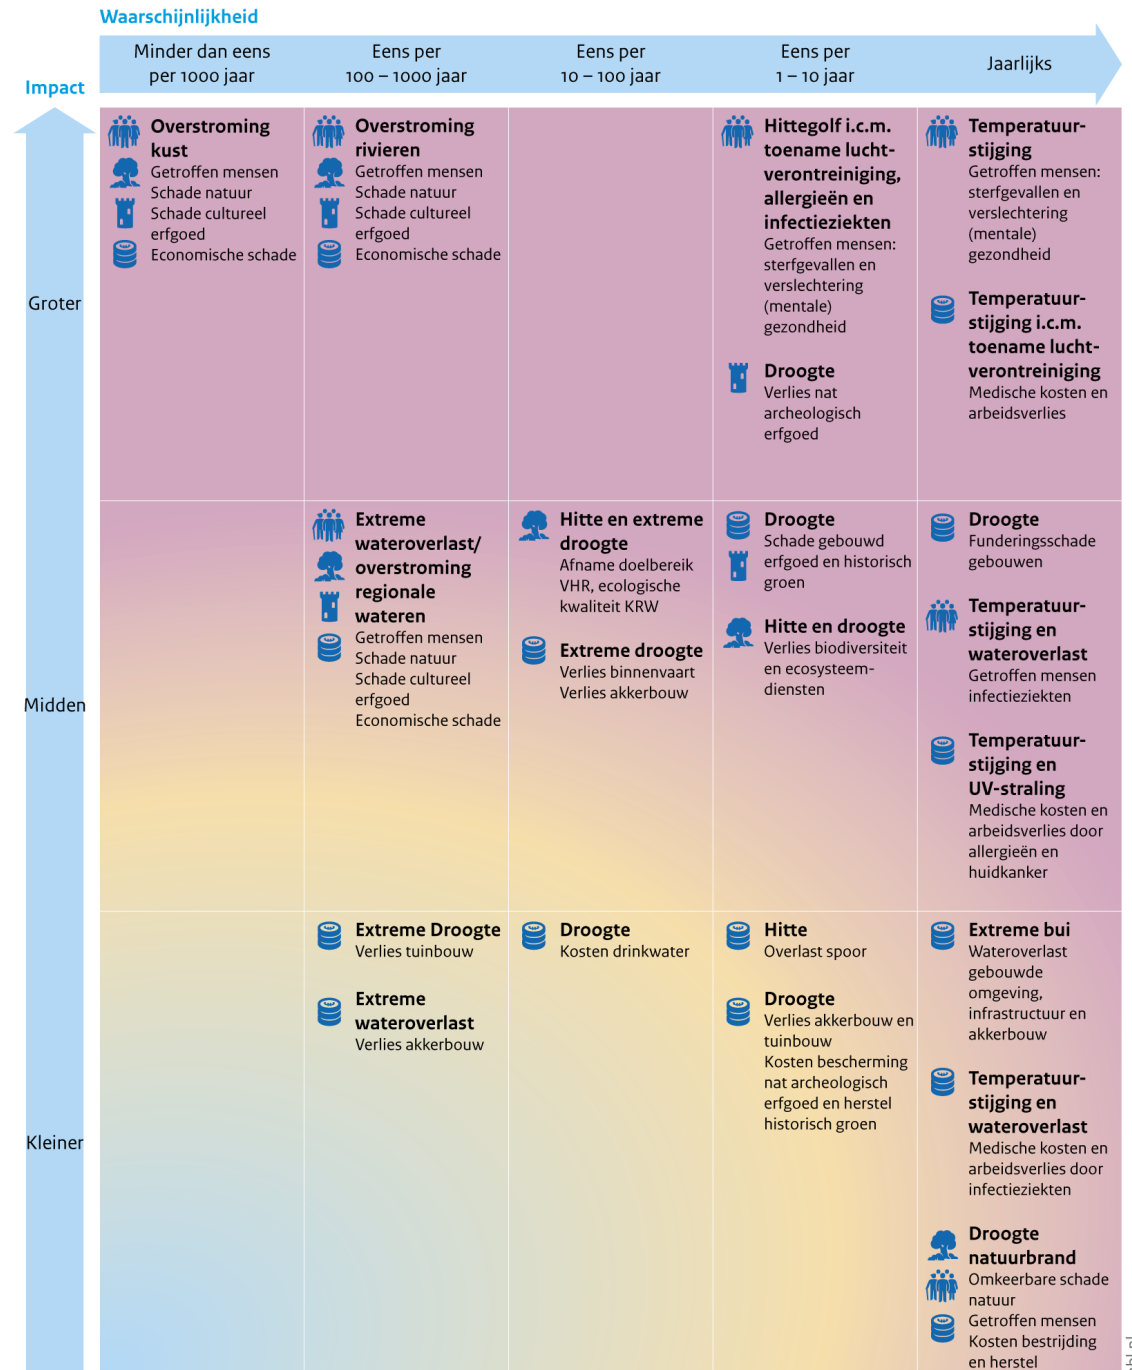 Waarschijnlijkheid
Minder dan eens
per 1000 jaar
Eens per
100 – 1000 jaar
Eens per
10 – 100 jaar
Eens per
1 – 10 jaar
Jaarlijks
Impact
Groter
Overstroming
kust
Getroffen mensen
Schade natuur
Schade cultureel
erfgoed
Economische schade
Overstroming
rivieren
Getroffen mensen
Schade natuur
Schade cultureel
erfgoed
Economische schade
Hittegolf i.c.m.
toename lucht-
verontreiniging,
allergieën en
infectieziekten
Getroffen mensen:
sterfgevallen en
verslechtering
(mentale)
gezondheid
Droogte
Verlies nat
archeologisch
erfgoed
Temperatuur-
stijging
Getroffen mensen:
sterfgevallen en
verslechtering
(mentale)
gezondheid
Temperatuur-
stijging i.c.m.
toename lucht-
verontreiniging
Medische kosten en
arbeidsverlies
Midden
Extreme
wateroverlast/
overstroming
regionale
wateren
Getroffen mensen
Schade natuur
Schade cultureel
erfgoed
Economische schade
Hitte en extreme
droogte
Afname doelbereik
VHR, ecologische
kwaliteit KRW
Extreme droogte
Verlies binnenvaart
Verlies akkerbouw
Droogte
Schade gebouwd
erfgoed en historisch
groen
Hitte en droogte
Verlies biodiversiteit
en ecosysteem-
diensten
Droogte
Funderingsschade
gebouwen
Temperatuur-
stijging en
wateroverlast
Getroffen mensen
infectieziekten
Temperatuur-
stijging en
UV-straling
Medische kosten en
arbeidsverlies door
allergieën en
huidkanker
Kleiner
Extreme Droogte
Verlies tuinbouw
Extreme
wateroverlast
Verlies akkerbouw
Droogte
Kosten drinkwater
Hitte
Overlast spoor
Droogte
Verlies akkerbouw en
tuinbouw
Kosten bescherming
nat archeologisch
erfgoed en herstel
historisch groen
Extreme bui
Wateroverlast
gebouwde
omgeving,
infrastructuur en
akkerbouw
Temperatuur-
stijging en
wateroverlast
Medische kosten en
arbeidsverlies door
infectieziekten
Droogte
natuurbrand
Omkeerbare schade
natuur
Getroffen mensen
Kosten bestrijding
en herstel